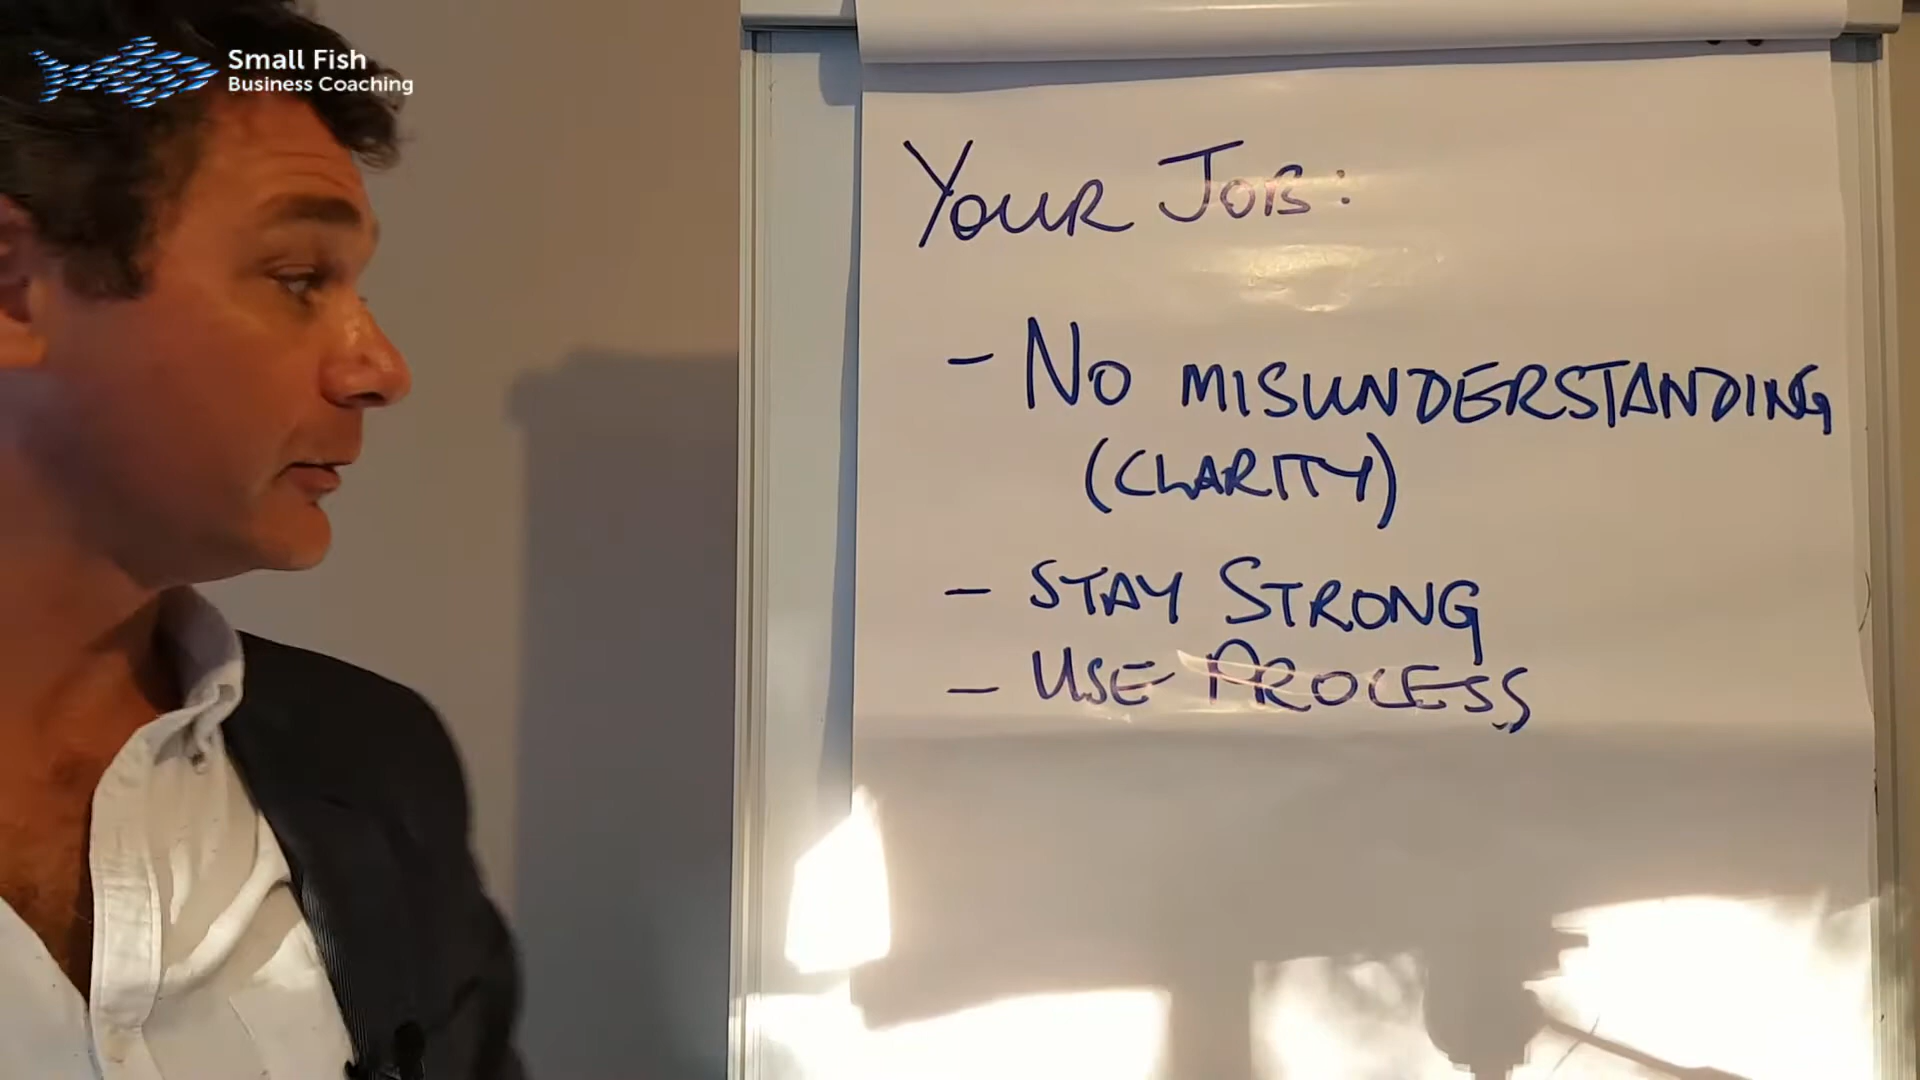 Small Fish
Business Coaching
YOUR JOB:
- NO MISUNDERSTANDING
(CLARITY)
- STAY STRONG
- USE PROCESS